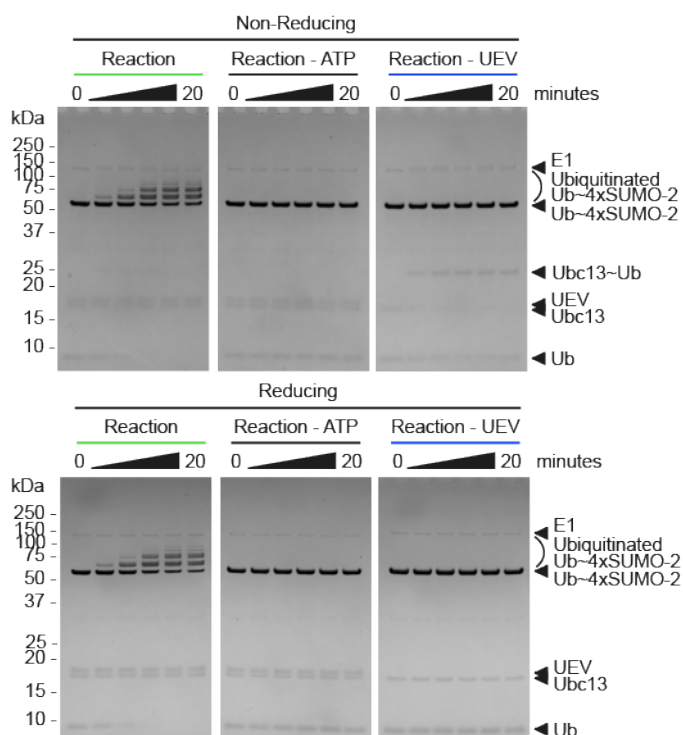 Non-Reducing
Reaction
Reaction - ATP
Reaction - UEV
0 20
0 20
0 20 minutes
kDa
250 -
150 -
100 -
75 -
50 -
37 -
25 -
20 -
15 -
10 -
E1
Ubiquitinated
Ub~4xSUMO-2
Ub~4xSUMO-2
Ubc13~Ub
UEV
Ubc13
Ub
Reducing
Reaction
Reaction - ATP
Reaction - UEV
0 20
0 20
0 20 minutes
kDa
250 -
150 -
100 -
75 -
50 -
37 -
25 -
20 -
15 -
10 -
E1
Ubiquitinated
Ub~4xSUMO-2
Ub~4xSUMO-2
UEV
Ubc13
Ub